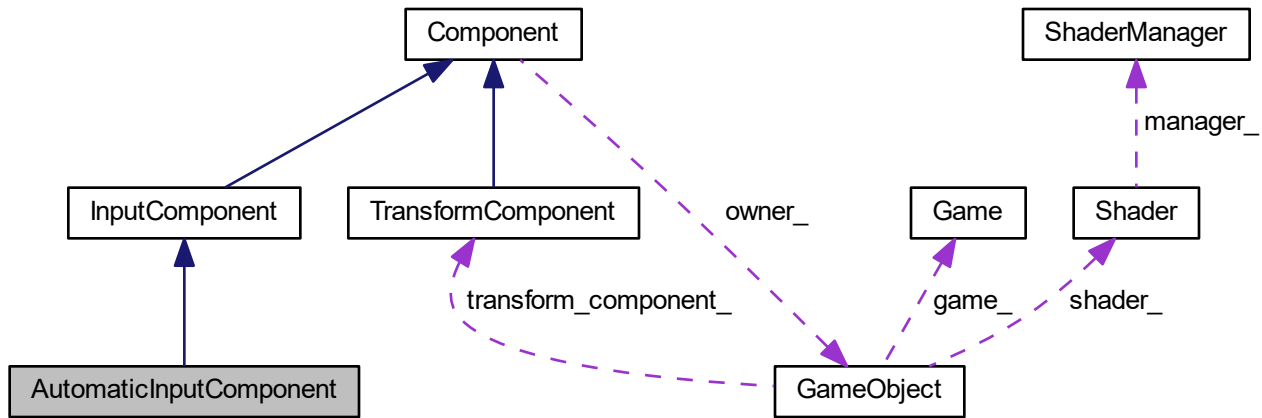 Component
ShaderManager
manager_
InputComponent
TransformComponent
owner_
Game
Shader
transform_component_
game_
shader_
AutomaticInputComponent
GameObject